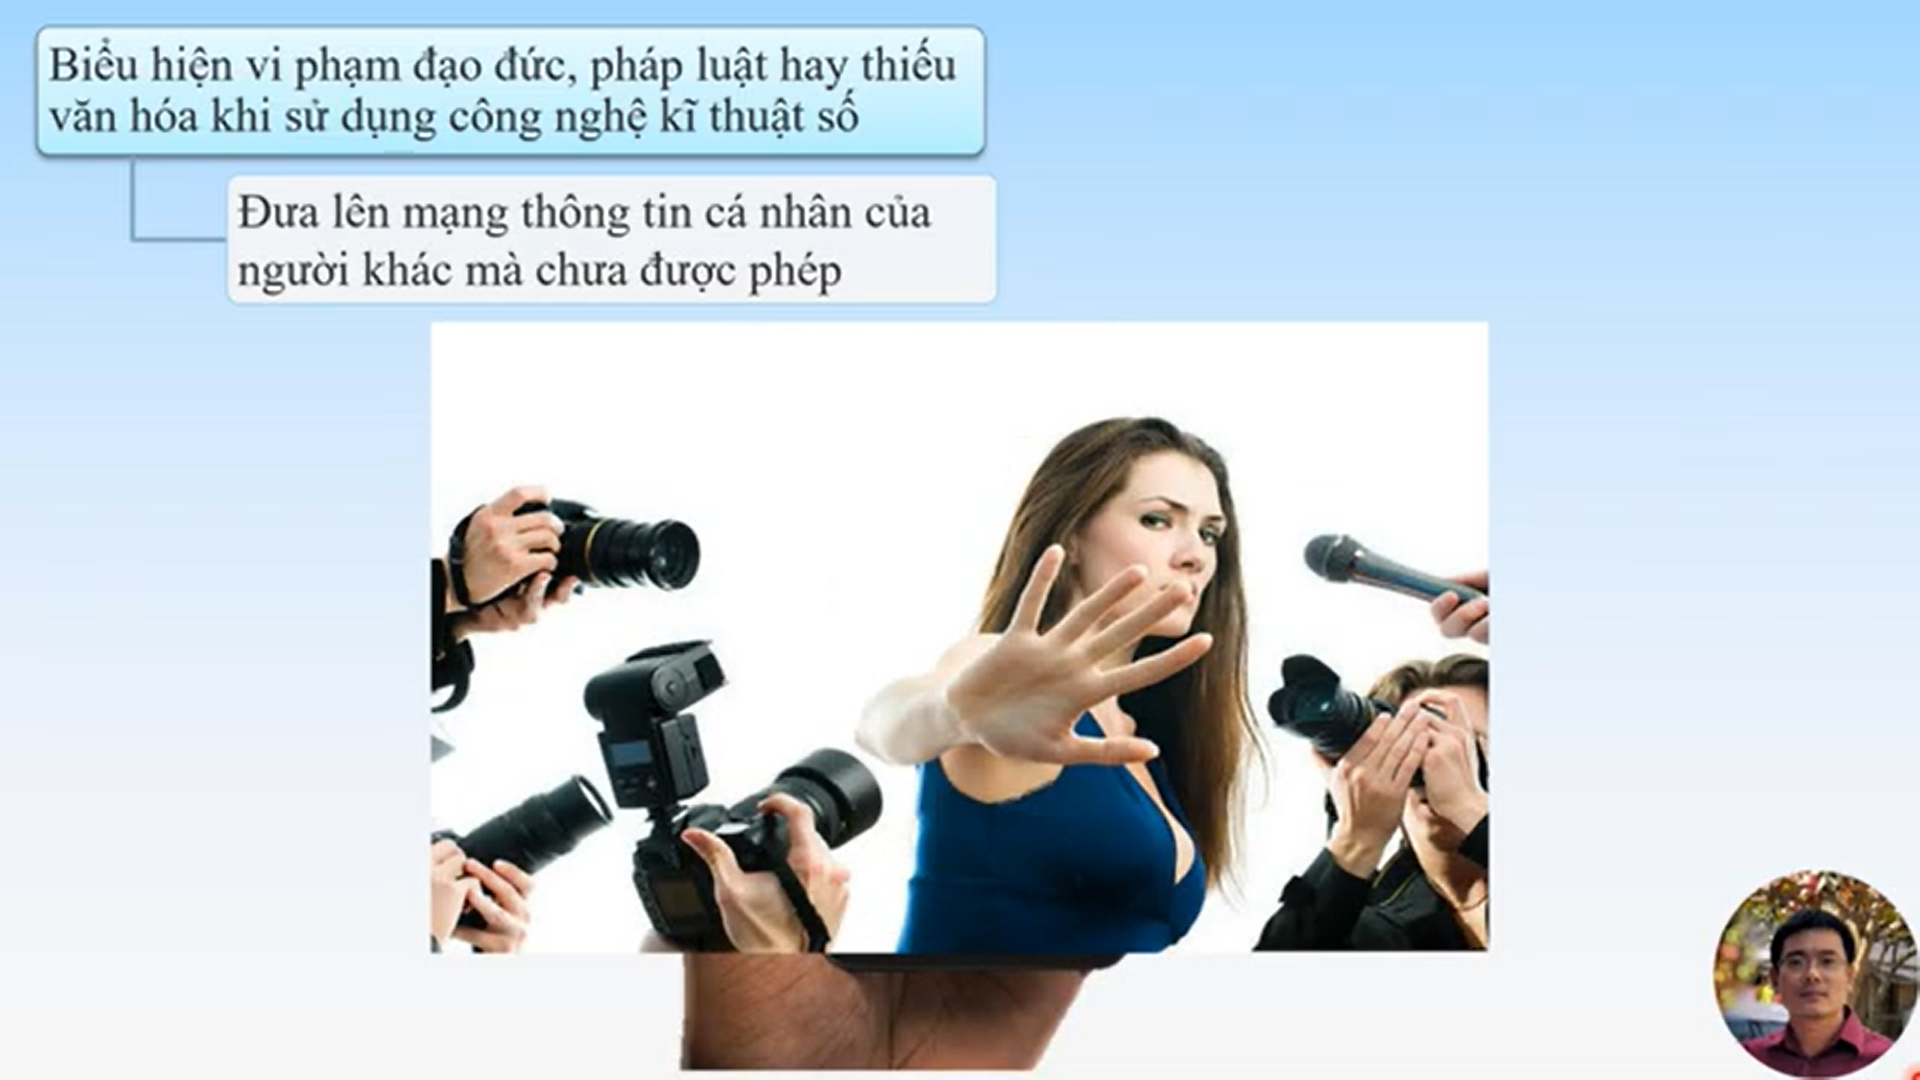 Biểu hiện vi phạm đạo đức, pháp luật hay thiếu
văn hóa khi sử dụng công nghệ kĩ thuật số
Đưa lên mạng thông tin cá nhân của
người khác mà chưa được phép